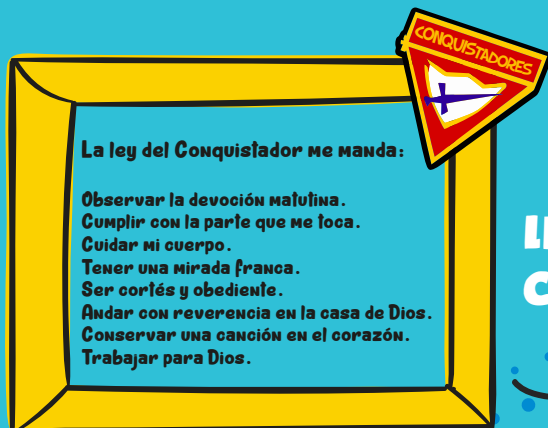 CONQUISTADORES
La ley del Conquistador me manda:
Observar la devoción matutina.
Cumplir con la parte que me toca.
Cuidar mi cuerpo.
Tener una mirada franca.
Ser cortés y obediente.
Andar con reverencia en la casa de Dios.
Conservar una canción en el corazón.
Trabajar para Dios.